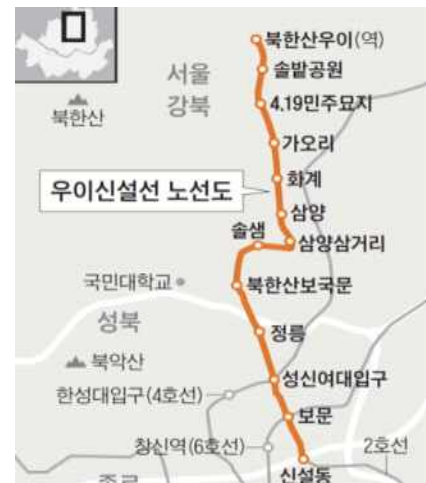 북한산우이(역)
솔밭공원
서울
강북
4.19민주묘지
북한산
가오리
화계
우이신설선 노선도
삼양
솔샘
삼양삼거리
국민대학교
북한산보국문
성북
정릉
북악산
성신여대입구
한성대입구(4호선)
보문
창신역(6호선)
2호선
신설동
종로